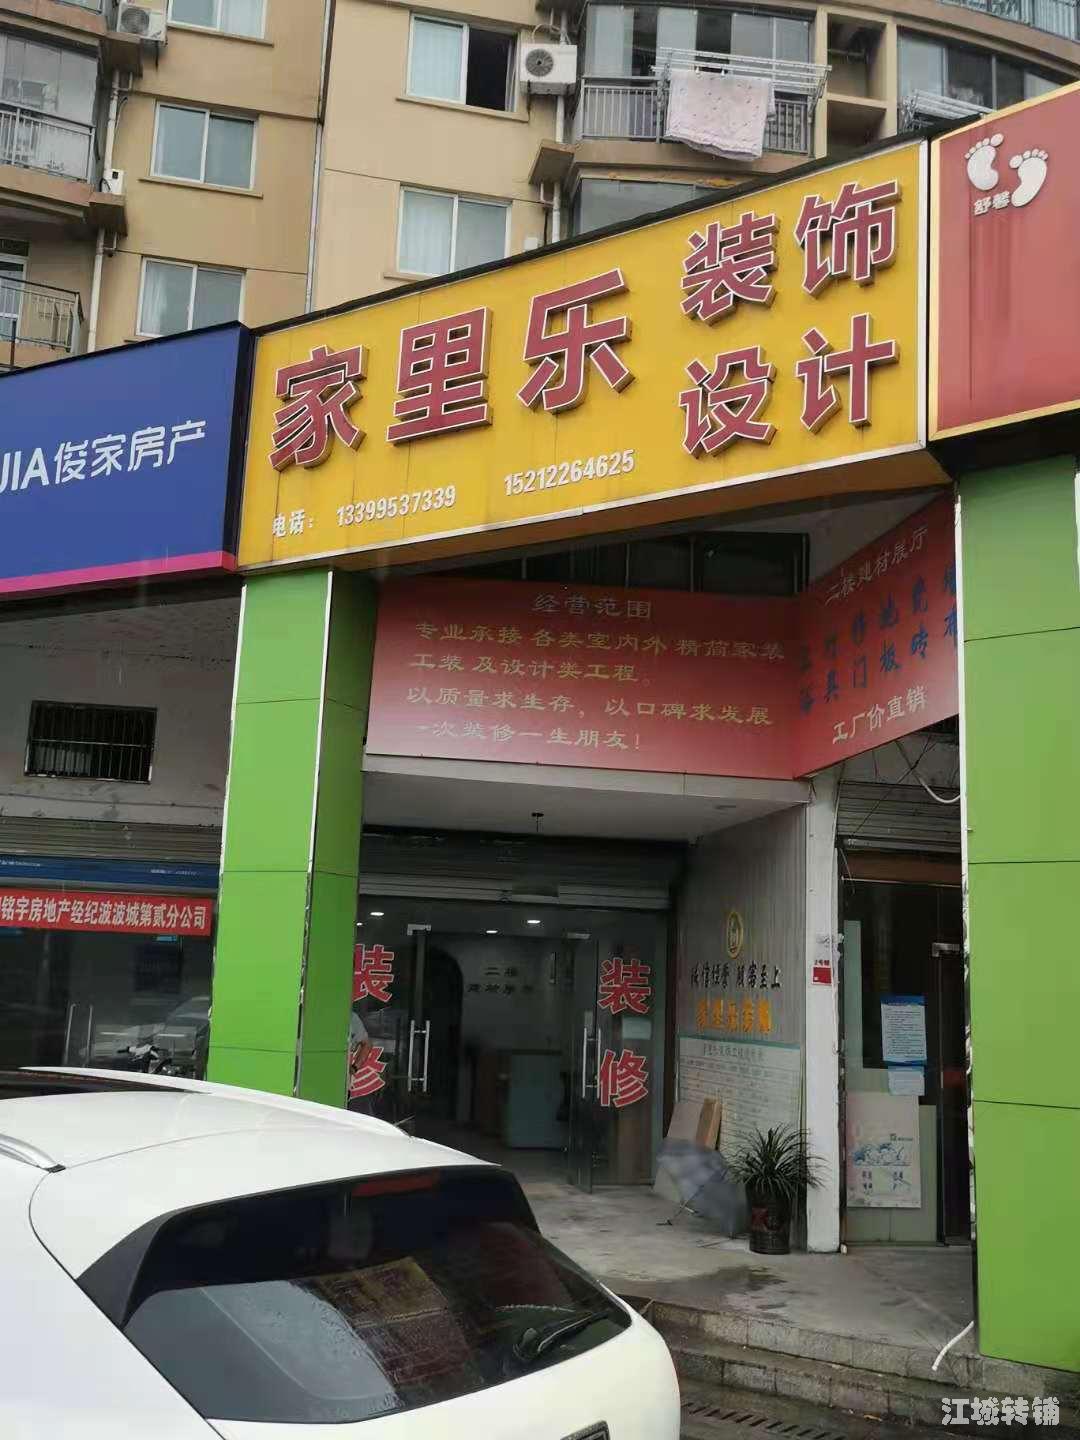 舒馨
家里乐 装饰
设计
电话： 13399537339 15212264625
JIA俊家房产
经营范围
专业承接 各类室内外 精简家装
工装 及设计类工程。
以质量求生存，以口碑求发展
一次装修一生朋友！
二楼建材展厅
工厂价直销
铭宇房地产经纪波波城第贰分公司
装修
装修
二楼
顾客至上
江城转铺